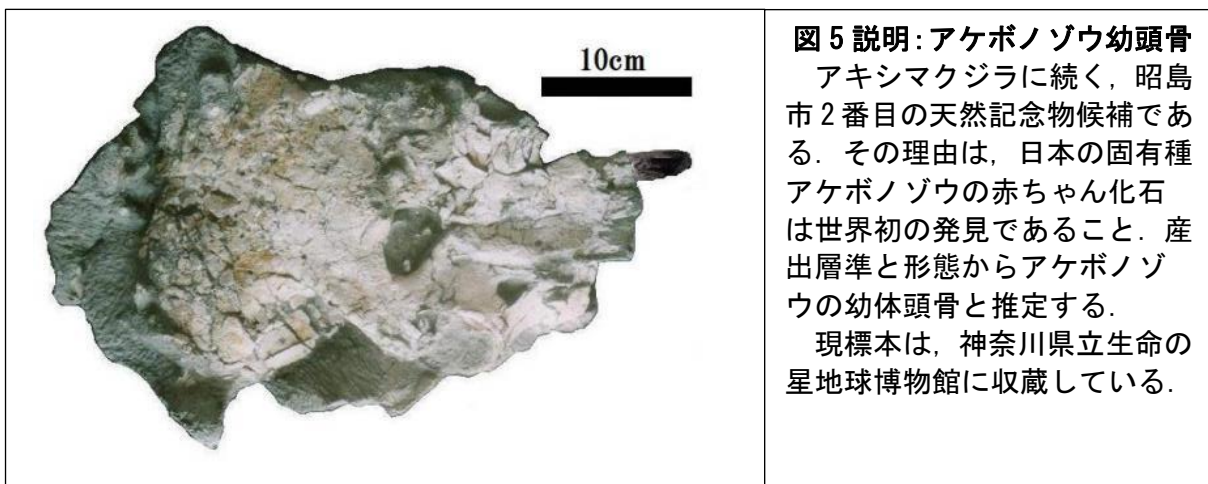 10cm
図5説明：アケボノゾウ幼頭骨
アキシマクジラに続く，昭島
市2番目の天然記念物候補であ
る．その理由は，日本の固有種
アケボノゾウの赤ちゃん化石
は世界初の発見であること．産
出層準と形態からアケボノゾ
ウの幼体頭骨と推定する．
現標本は，神奈川県立生命の
星地球博物館に収蔵している．